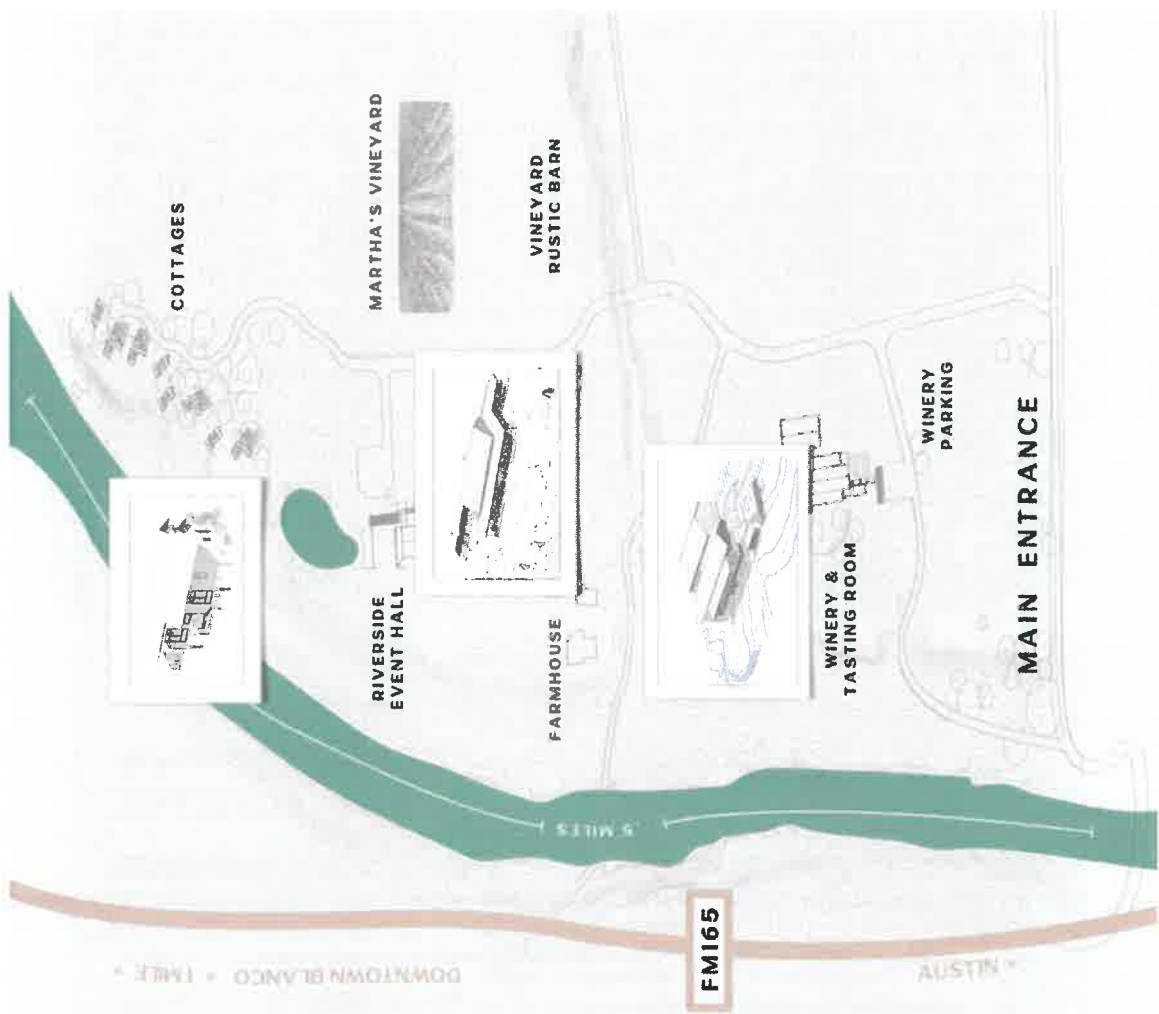 COTTAGES
RIVERSIDE
EVENT HALL
MARTHA'S VINEYARD
FARMHOUSE
VINEYARD
RUSTIC BARN
.5 MILES
WINERY &
TASTING ROOM
WINERY
PARKING
MAIN ENTRANCE
DOWNTOWN BLANCO • 1 MILE »
FM165
AUSTIN »